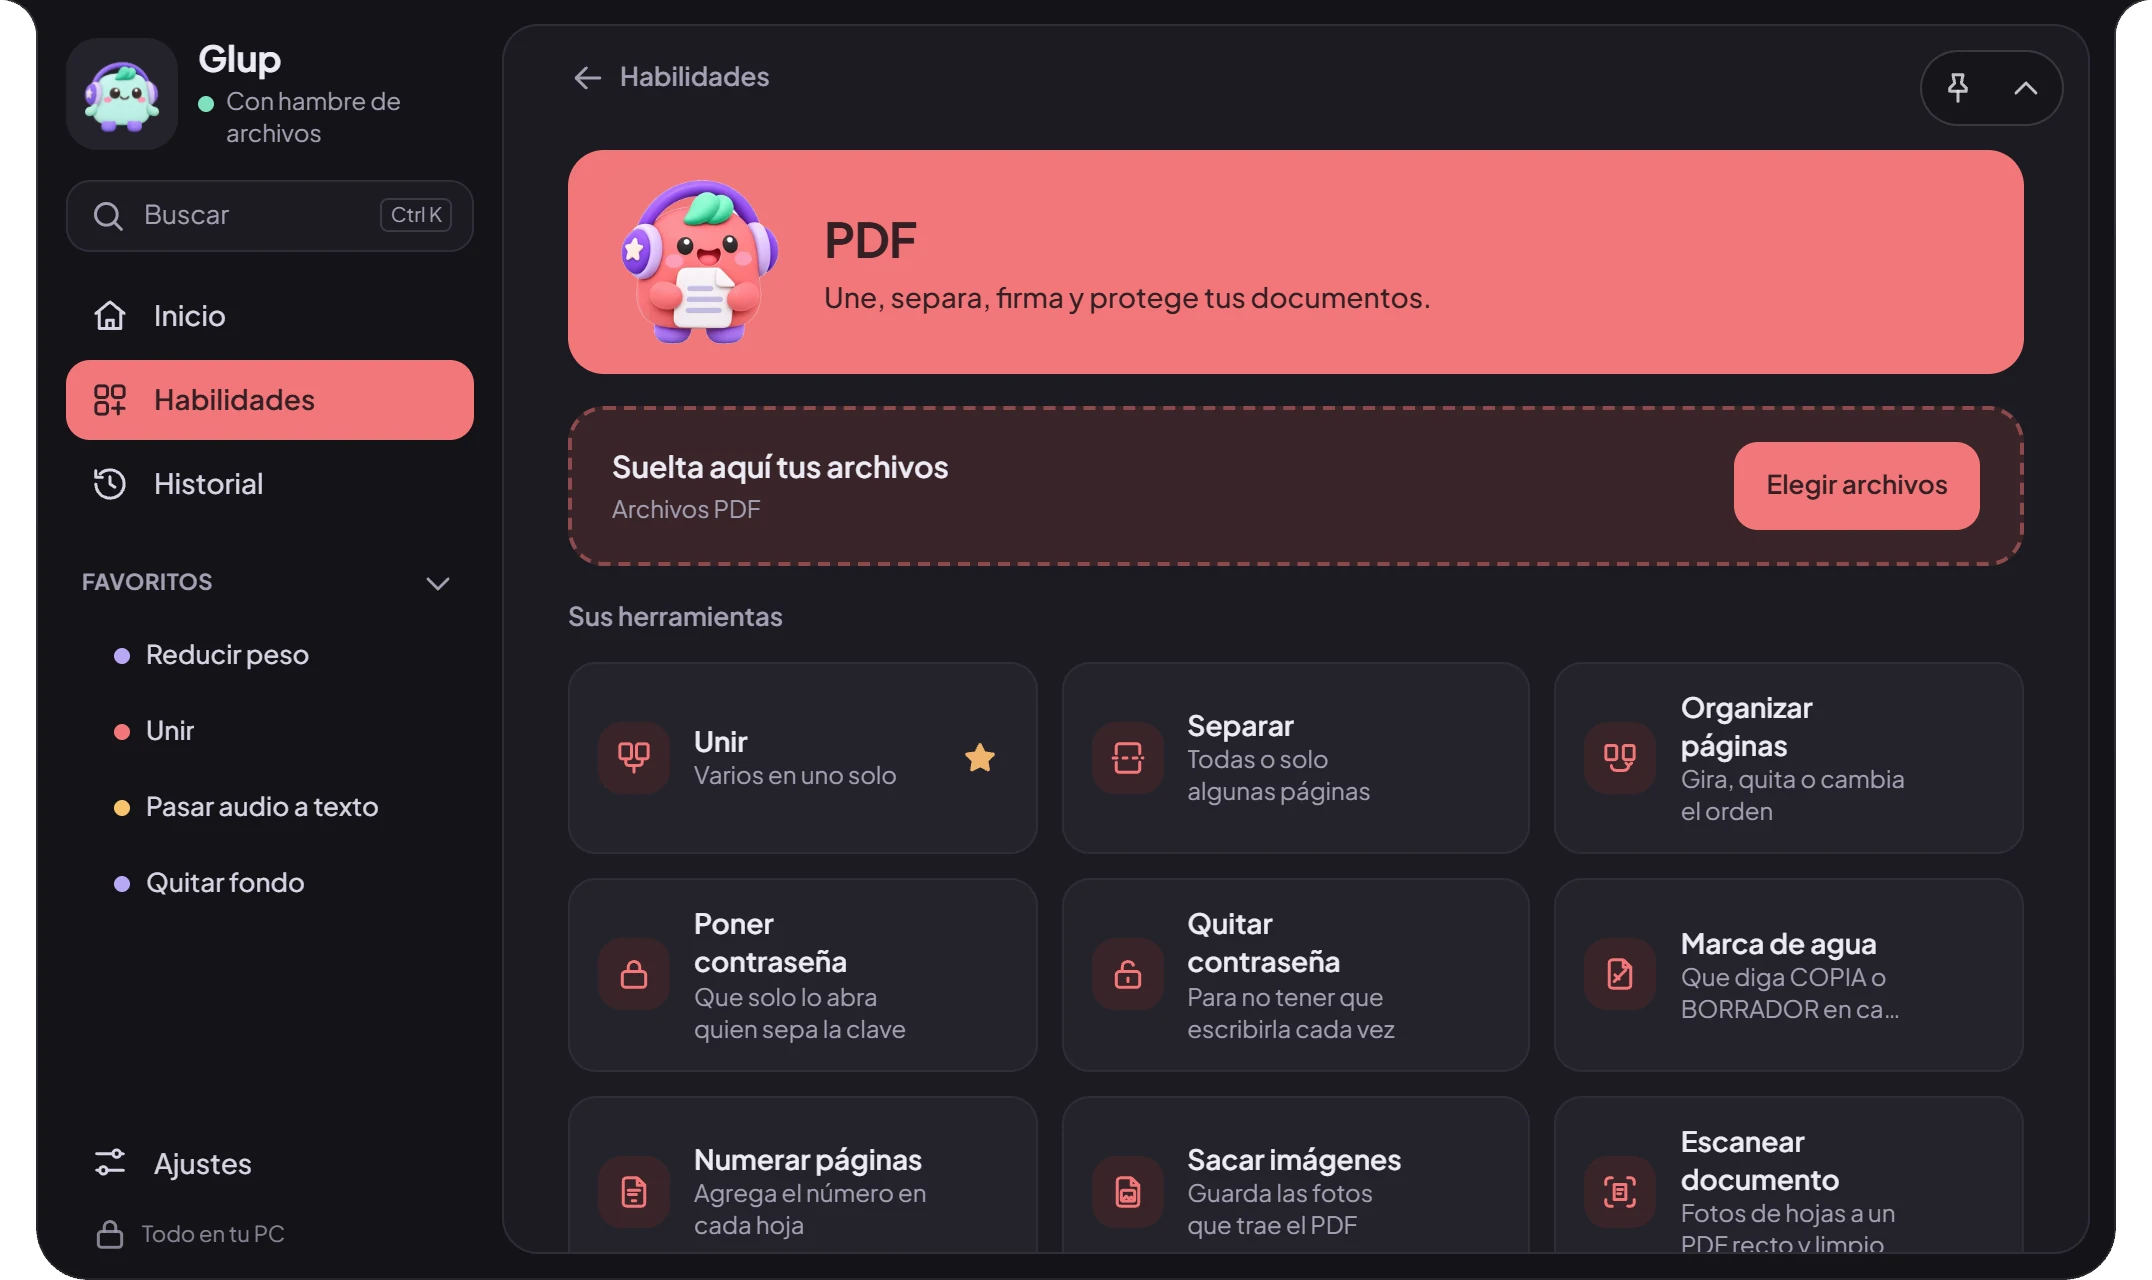 Glup
Con hambre de
archivos
Buscar
Ctrl K
Inicio
Habilidades
Historial
FAVORITOS
Reducir peso
Unir
Pasar audio a texto
Quitar fondo
Ajustes
Todo en tu PC
Habilidades
PDF
Une, separa, firma y protege tus documentos.
Suelta aquí tus archivos
Archivos PDF
Elegir archivos
Sus herramientas
Unir
Varios en uno solo
Separar
Todas o solo
algunas páginas
Organizar
páginas
Gira, quita o cambia
el orden
Poner
contraseña
Que solo lo abra
quien sepa la clave
Quitar
contraseña
Para no tener que
escribirla cada vez
Marca de agua
Que diga COPIA o
BORRADOR en ca...
Numerar páginas
Agrega el número en
cada hoja
Sacar imágenes
Guarda las fotos
que trae el PDF
Escanear
documento
Fotos de hojas a un
PDF recto y limpio